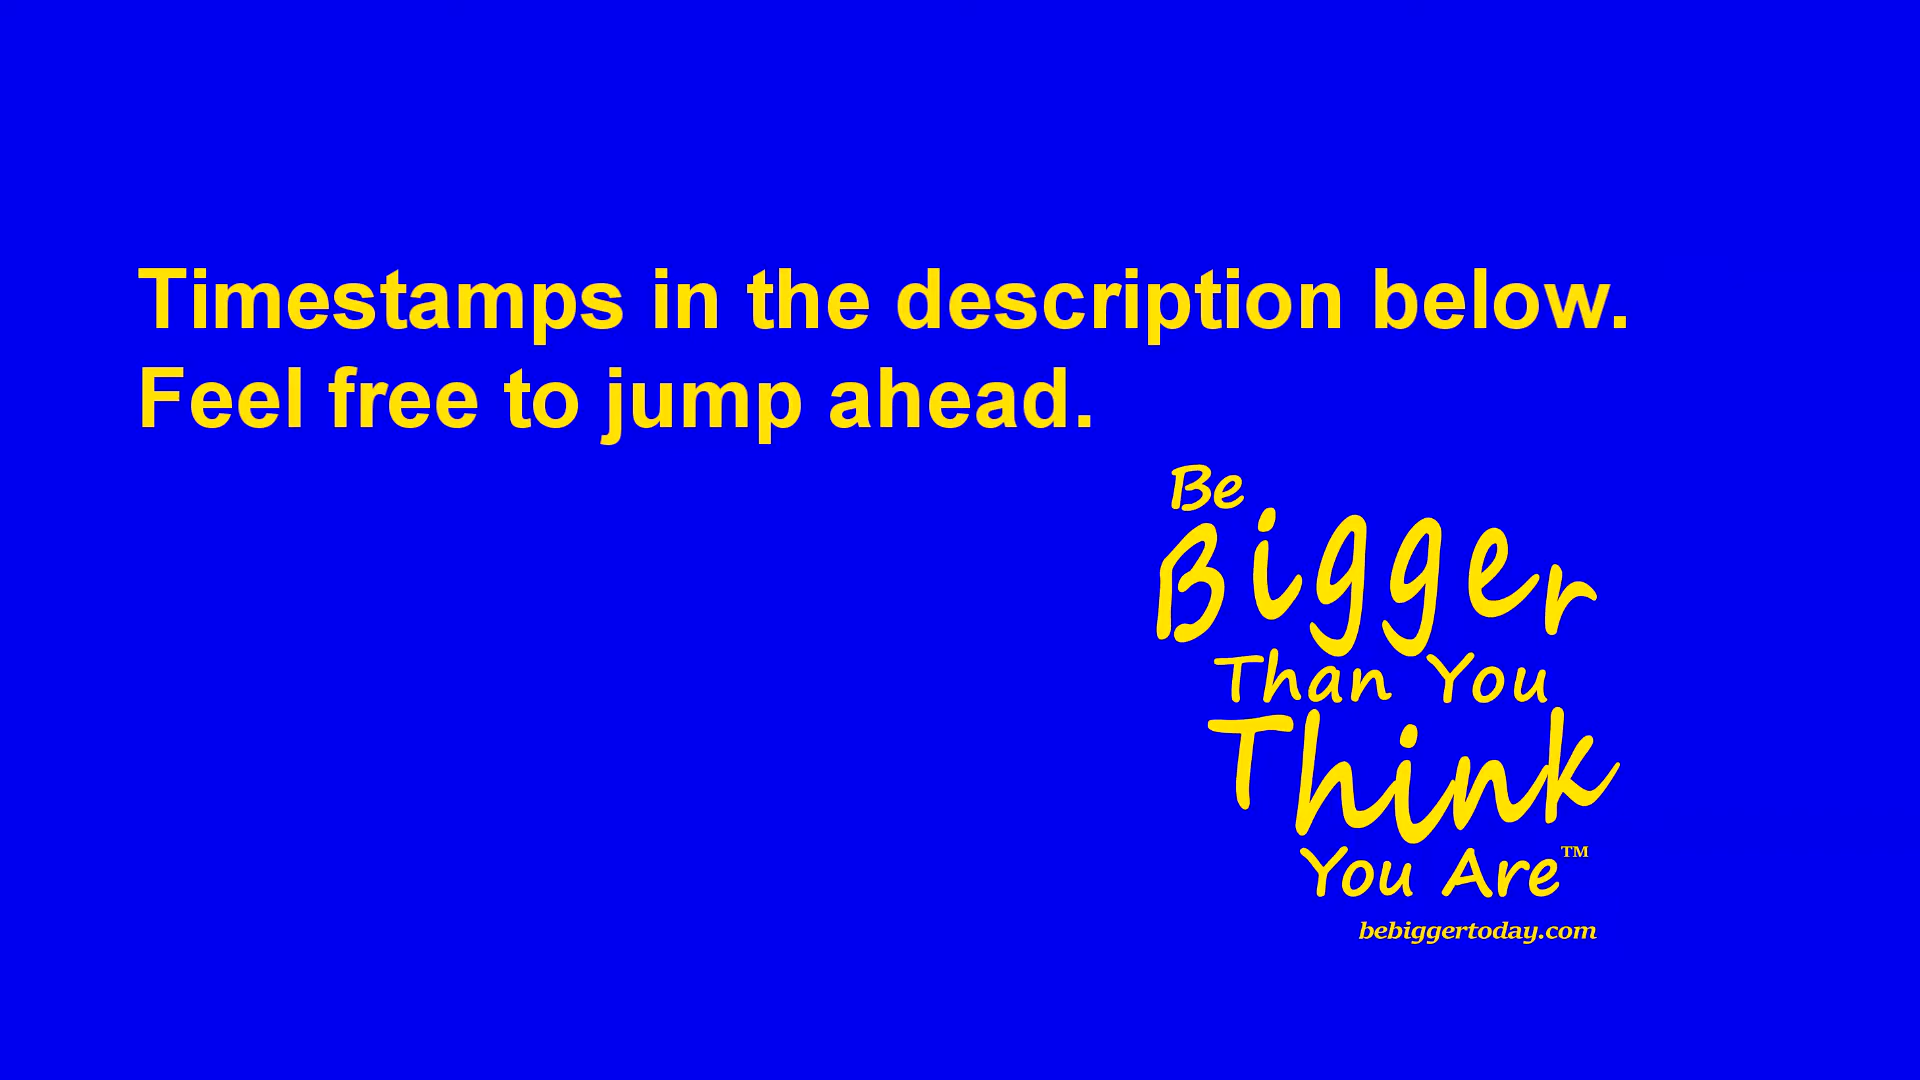 Timestamps in the description below.
Feel free to jump ahead.
Be
Bigger
Than You
Think
You Are™
bebiggertoday.com